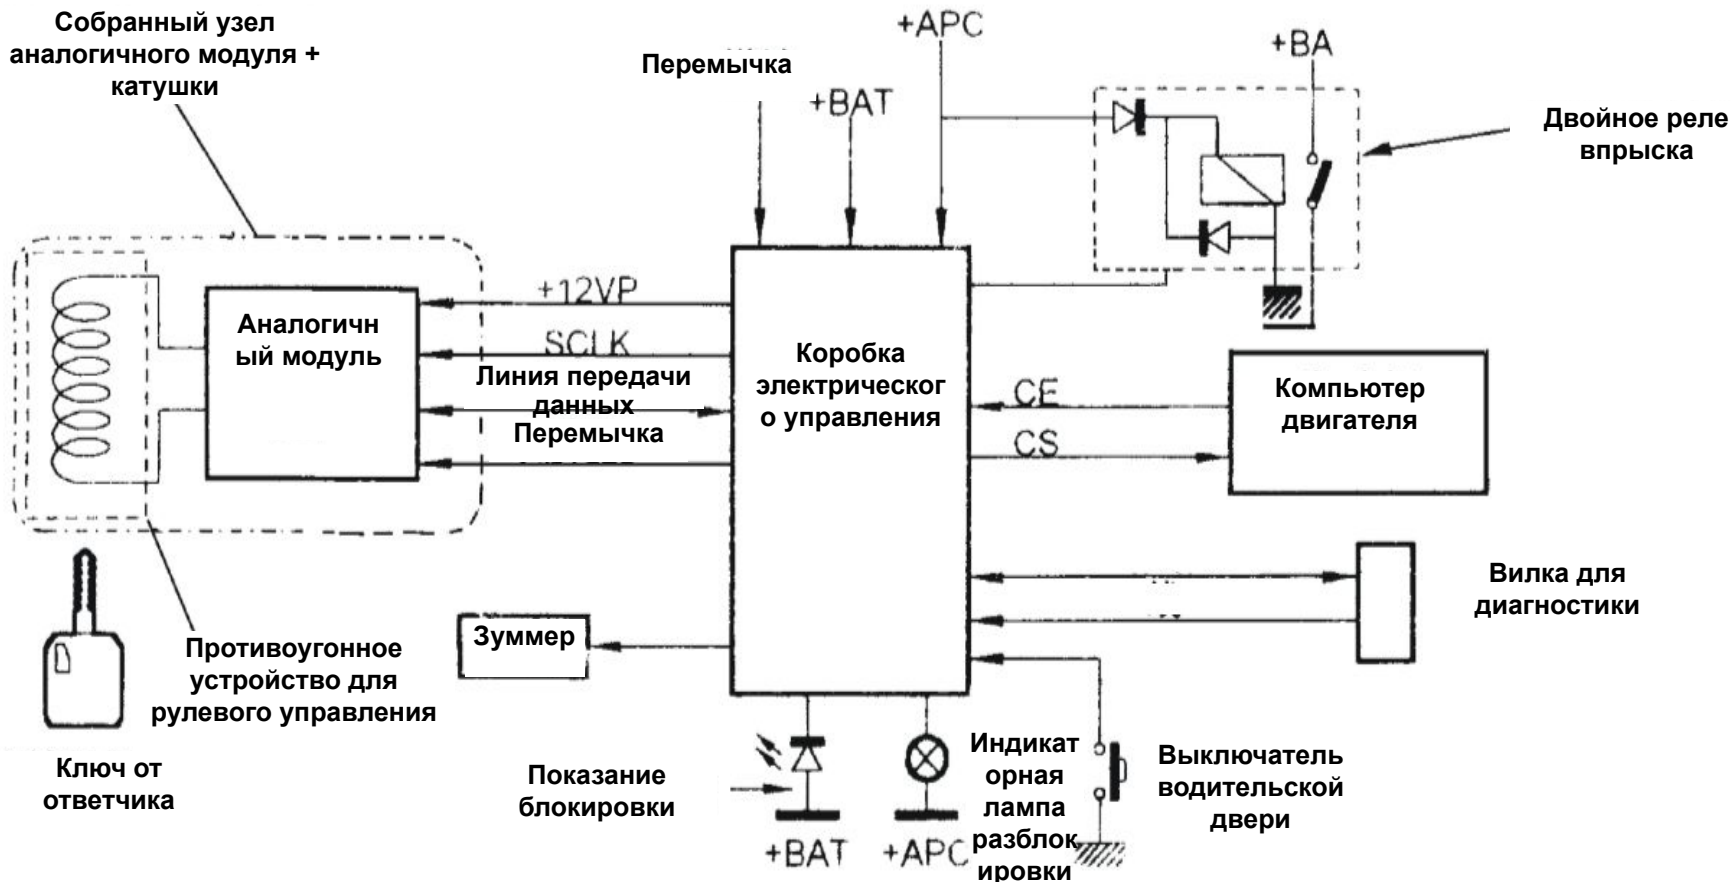 Собранный узел
аналогичного модуля +
катушки
Перемычка
+APC
+BAT
+BA
Двойное реле
впрыска
Аналогичн
ый модуль
+12VP
SCLK
Линия передачи
данных
Перемычка
Коробка
электрическог
о управления
CE
CS
Компьютер
двигателя
Вилка для
диагностики
Зуммер
Противоугонное
устройство для
рулевого управления
Ключ от
ответчика
Показание
блокировки
+BAT
+APC
Индикат
орная
лампа
разблок
ировки
Выключатель
водительской
двери